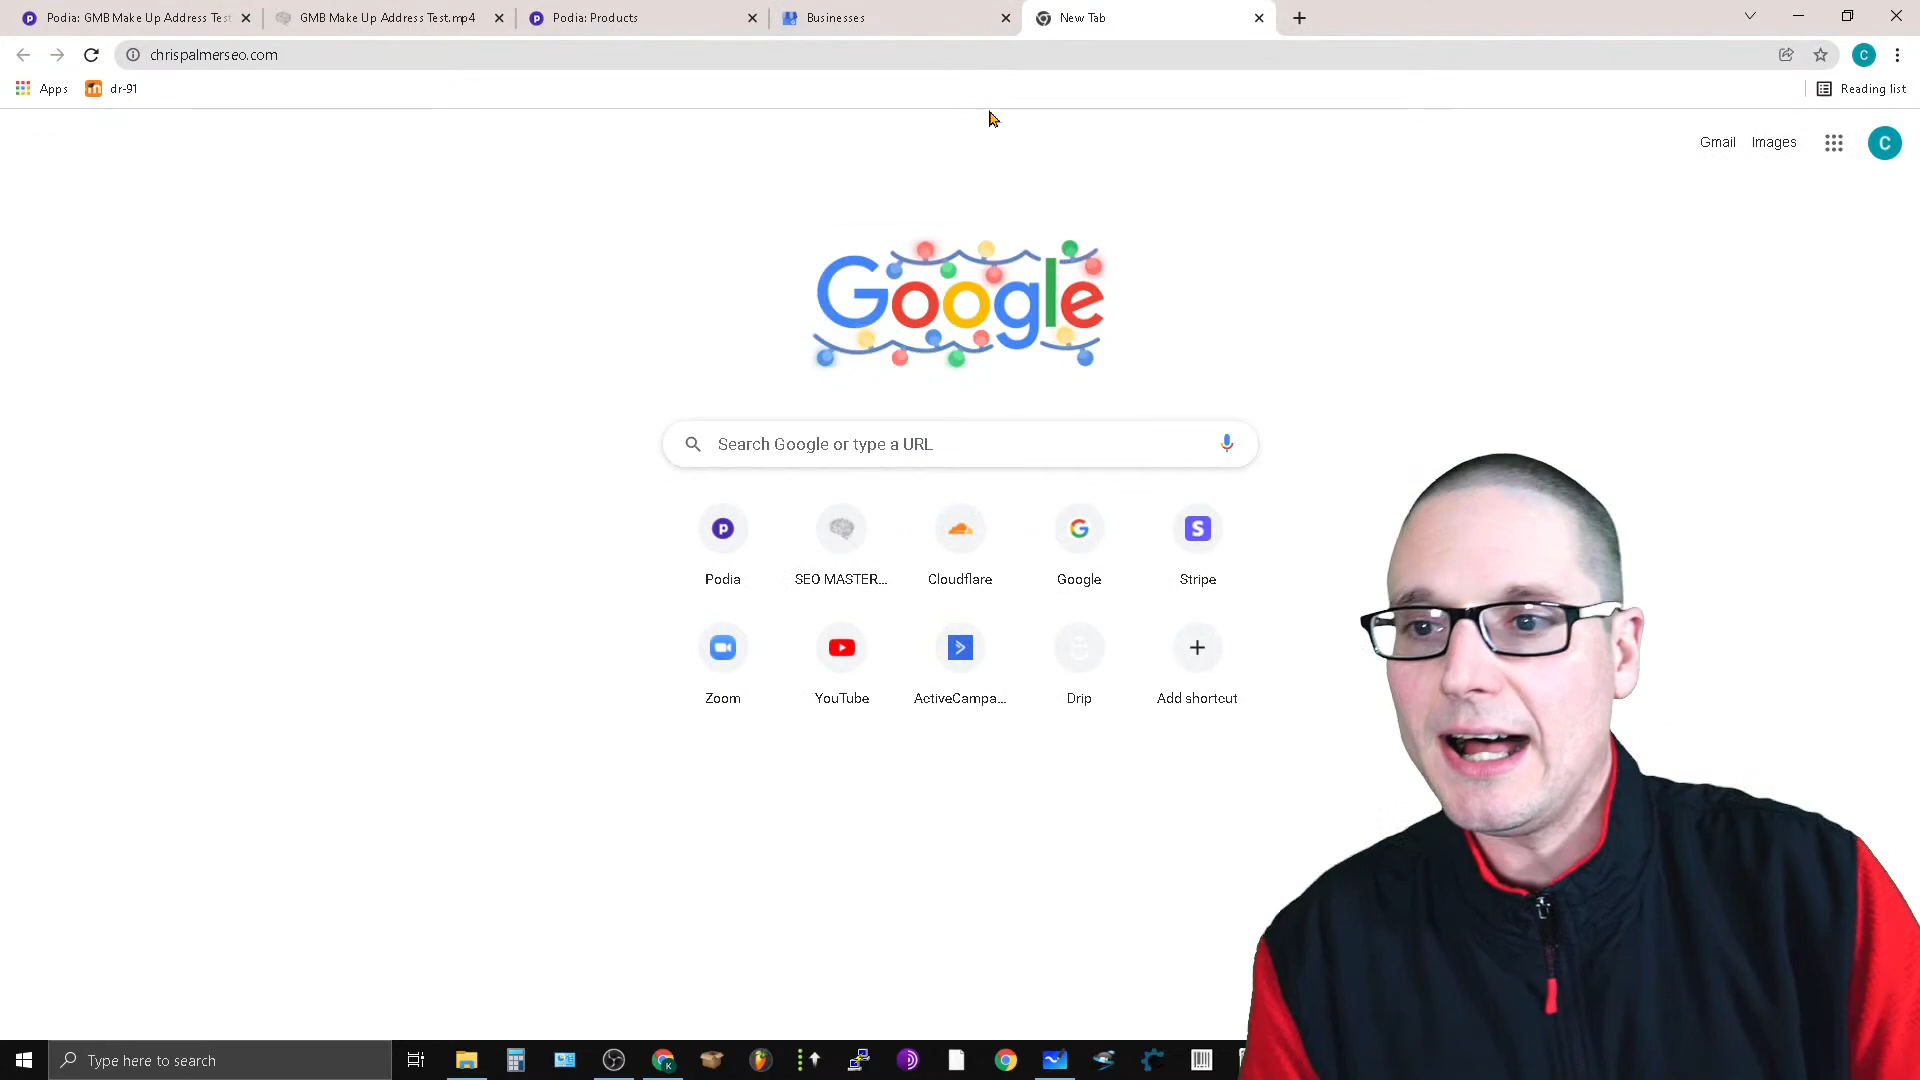 Podia: GMB Make Up Address Tes
GMB Make Up Address Test.mp4
Podia: Products
Businesses
New Tab
chrispalmerseo.com
C
Apps
dr-91
Reading list
Gmail
Images
C
Google
Search Google or type a URL
Podia
SEO MASTER...
Cloudflare
Google
Stripe
Zoom
YouTube
ActiveCampa...
Drip
Add shortcut
Type here to search